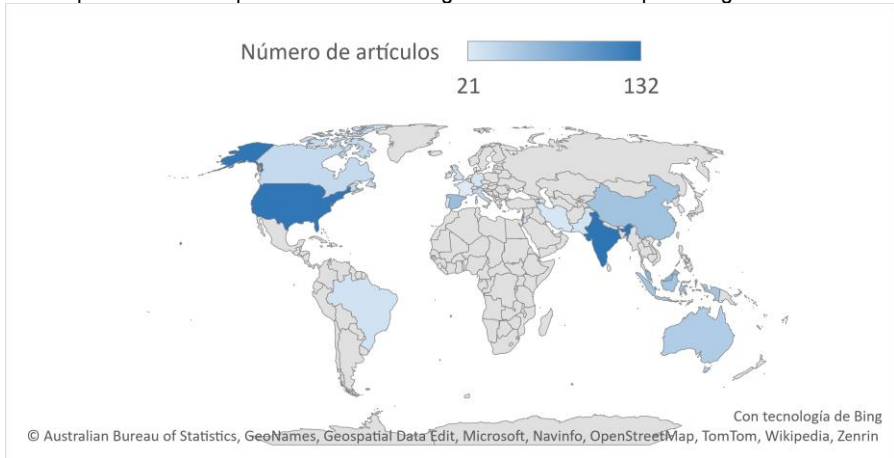 Número de artículos
21 132
Con tecnología de Bing
© Australian Bureau of Statistics, GeoNames, Geospatial Data Edit, Microsoft, Navinfo, OpenStreetMap, TomTom, Wikipedia, Zenrin